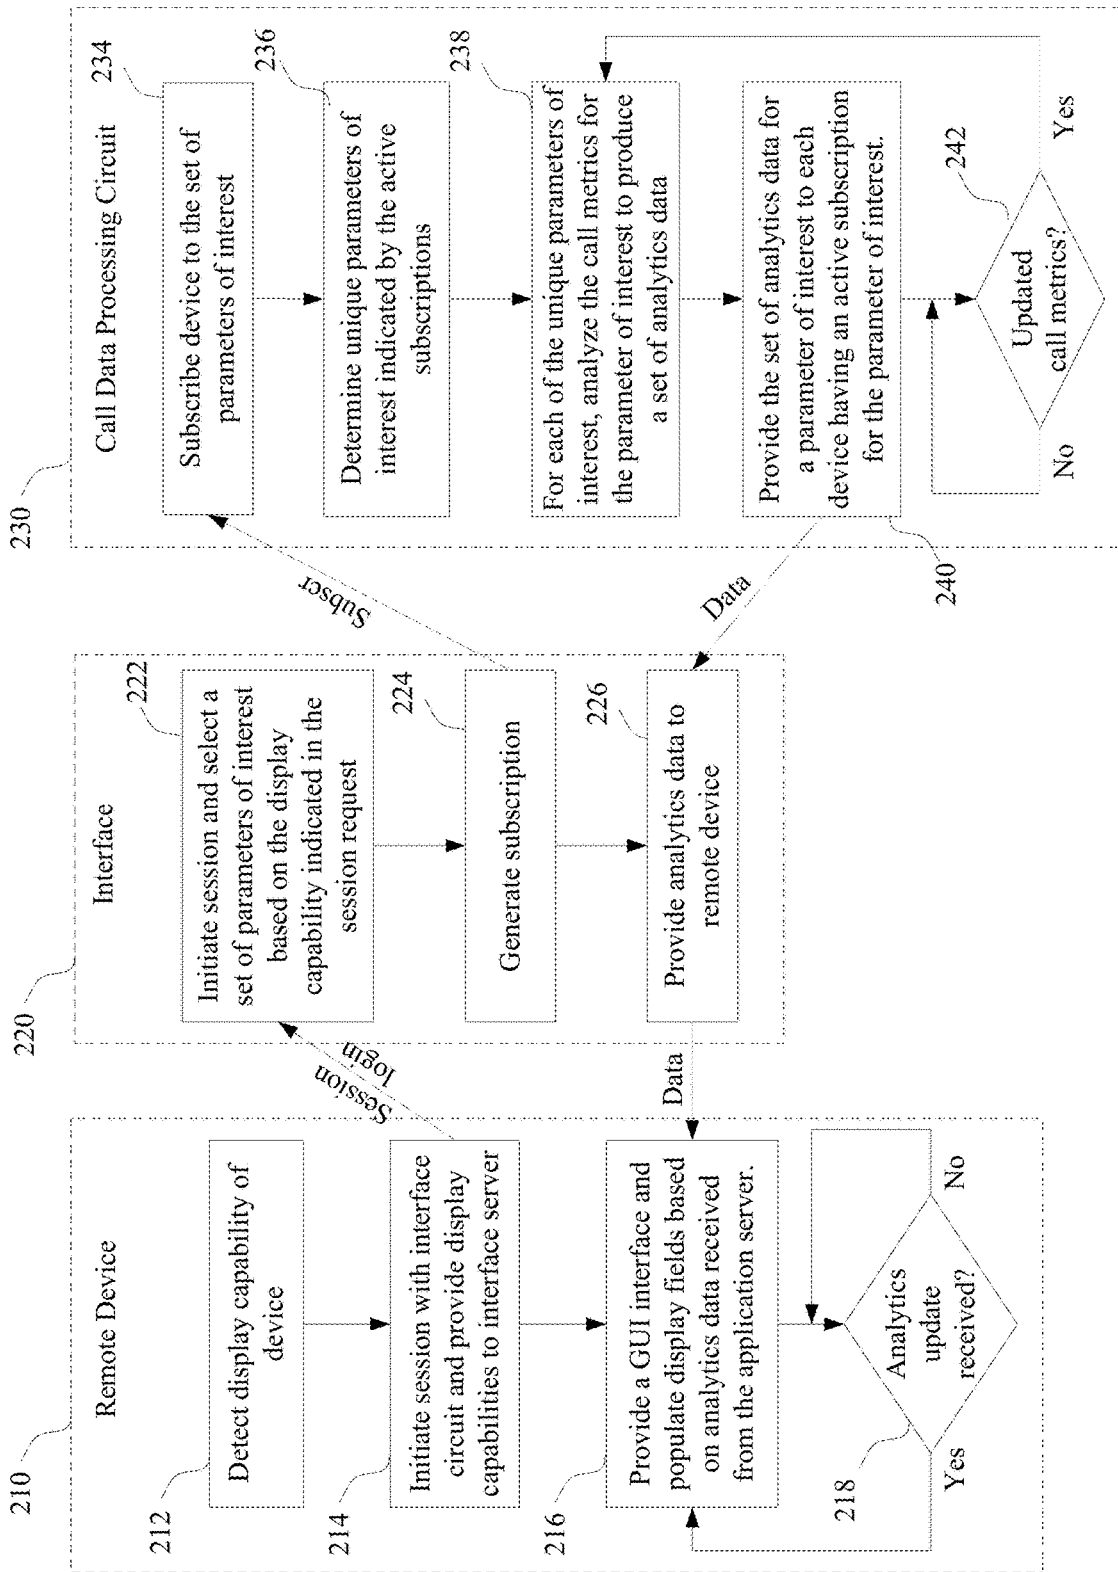 210
Remote Device
212
Detect display capability of
device
214
Initiate session with interface
circuit and provide display
capabilities to interface server
216
Provide a GUI interface and
populate display fields based
on analytics data received
from the application server.
218
Analytics
update
received?
Yes
No
Session
login
Data
220
Interface
222
Initiate session and select a
set of parameters of interest
based on the display
capability indicated in the
session request
224
Generate subscription
226
Provide analytics data to
remote device
Subscr
Data
230
Call Data Processing Circuit
234
Subscribe device to the set of
parameters of interest
236
Determine unique parameters of
interest indicated by the active
subscriptions
238
For each of the unique parameters of
interest, analyze the call metrics for
the parameter of interest to produce
a set of analytics data
240
Provide the set of analytics data for
a parameter of interest to each
device having an active subscription
for the parameter of interest.
242
Updated
call metrics?
No
Yes